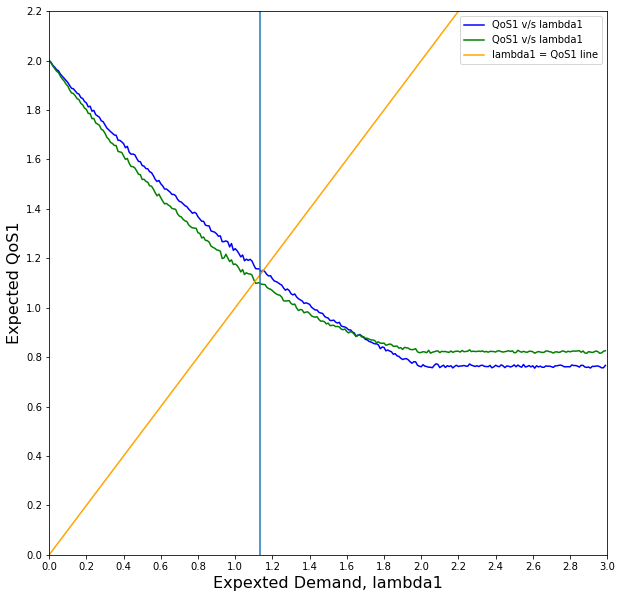 QoS1 v/s lambda1
QoS1 v/s lambda1
lambda1 = QoS1 line
2.2
2.0
1.8
1.6
1.4
1.2
1.0
0.8
0.6
0.4
0.2
0.0
Expected QoS1
0.0 0.2 0.4 0.6 0.8 1.0 1.2 1.4 1.6 1.8 2.0 2.2 2.4 2.6 2.8 3.0
Expexted Demand, lambda1